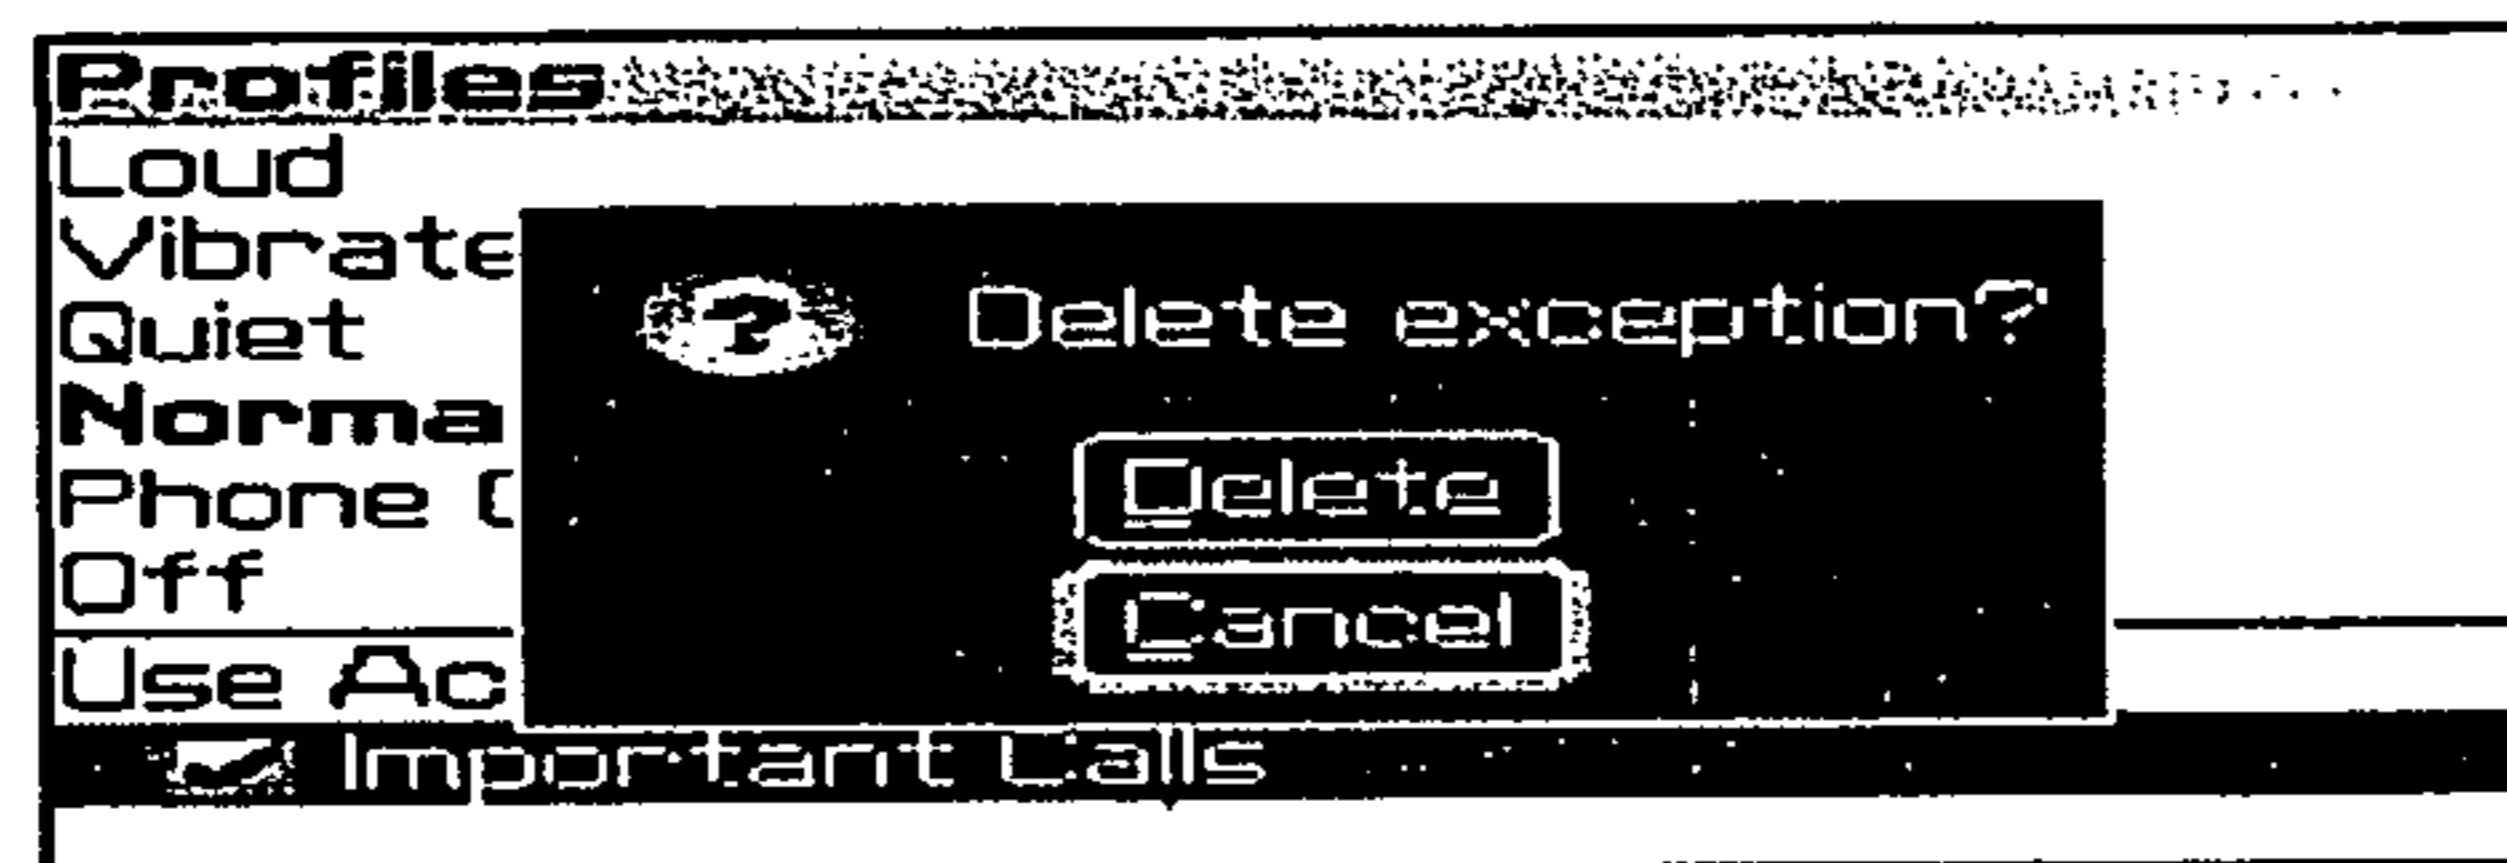 Profiles
Loud
Vibrate
Quiet
Norma
Phone
Off
Use Ac
Important Calls
Delete exception?
Delete
Cancel